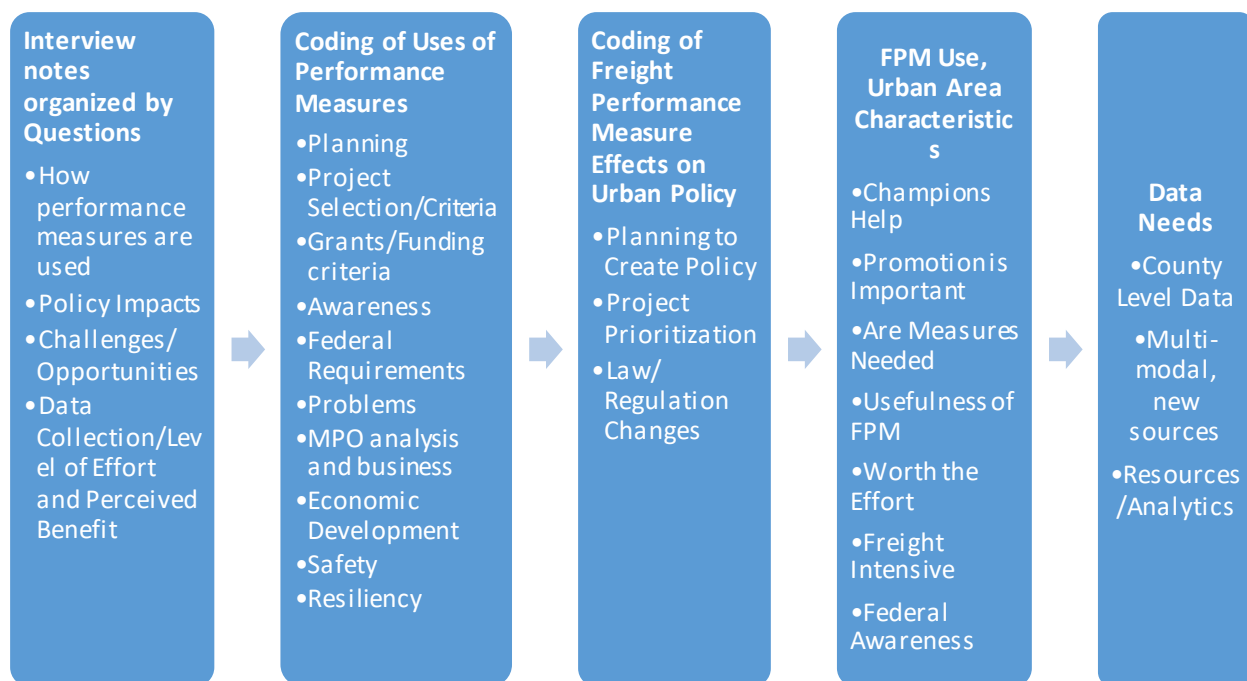 Interview
notes
organized by
Questions
•How
performance
measures are
used
•Policy Impacts
•Challenges/
Opportunities
•Data
Collection/Lev
el of Effort
and Perceived
Benefit
Coding of Uses of
Performance
Measures
•Planning
•Project
Selection/Criteria
•Grants/Funding
criteria
•Awareness
•Federal
Requirements
•Problems
•MPO analysis
and business
•Economic
Development
•Safety
•Resiliency
Coding of
Freight
Performance
Measure
Effects on
Urban Policy
•Planning to
Create Policy
•Project
Prioritization
•Law/
Regulation
Changes
FPM Use,
Urban Area
Characteristic
s
•Champions
Help
•Promotion is
Important
•Are Measures
Needed
•Usefulness of
FPM
•Worth the
Effort
•Freight
Intensive
•Federal
Awareness
Data
Needs
•County
Level Data
•Multi-
modal,
new
sources
•Resources
/Analytics